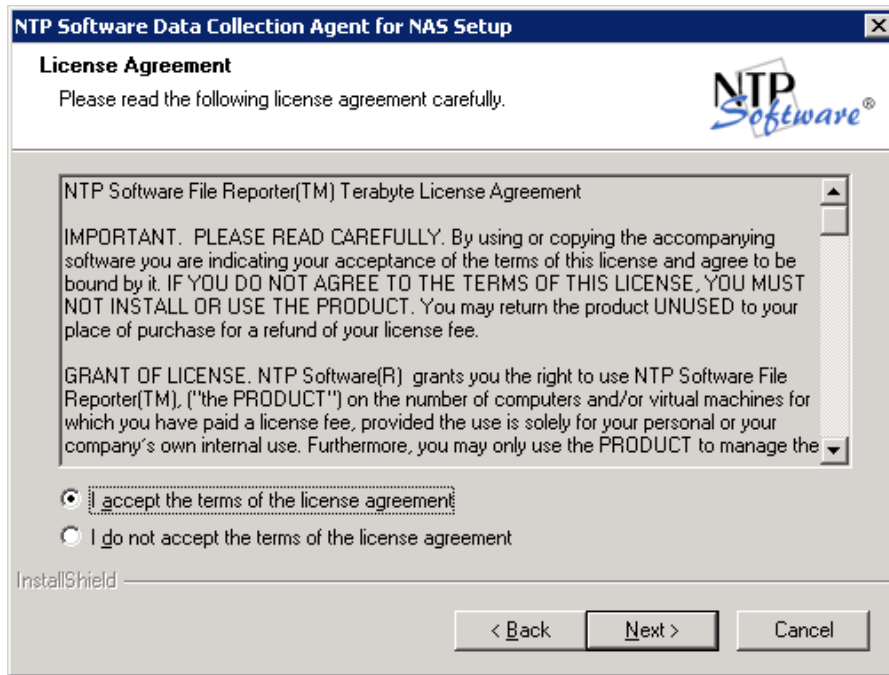 NTP Software Data Collection Agent for NAS Setup
License Agreement
Please read the following license agreement carefully.
NTP
Software®
NTP Software File Reporter(TM) Terabyte License Agreement
IMPORTANT.  PLEASE READ CAREFULLY. By using or copying the accompanying
software you are indicating your acceptance of the terms of this license and agree to be
bound by it. IF YOU DO NOT AGREE TO THE TERMS OF THIS LICENSE, YOU MUST
NOT INSTALL OR USE THE PRODUCT. You may return the product UNUSED to your
place of purchase for a refund of your license fee.
GRANT OF LICENSE. NTP Software(R)  grants you the right to use NTP Software File
Reporter(TM), ("the PRODUCT") on the number of computers and/or virtual machines for
which you have paid a license fee, provided the use is solely for your personal or your
company's own internal use. Furthermore, you may only use the PRODUCT to manage the
I accept the terms of the license agreement
I do not accept the terms of the license agreement
InstallShield
< Back
Next >
Cancel